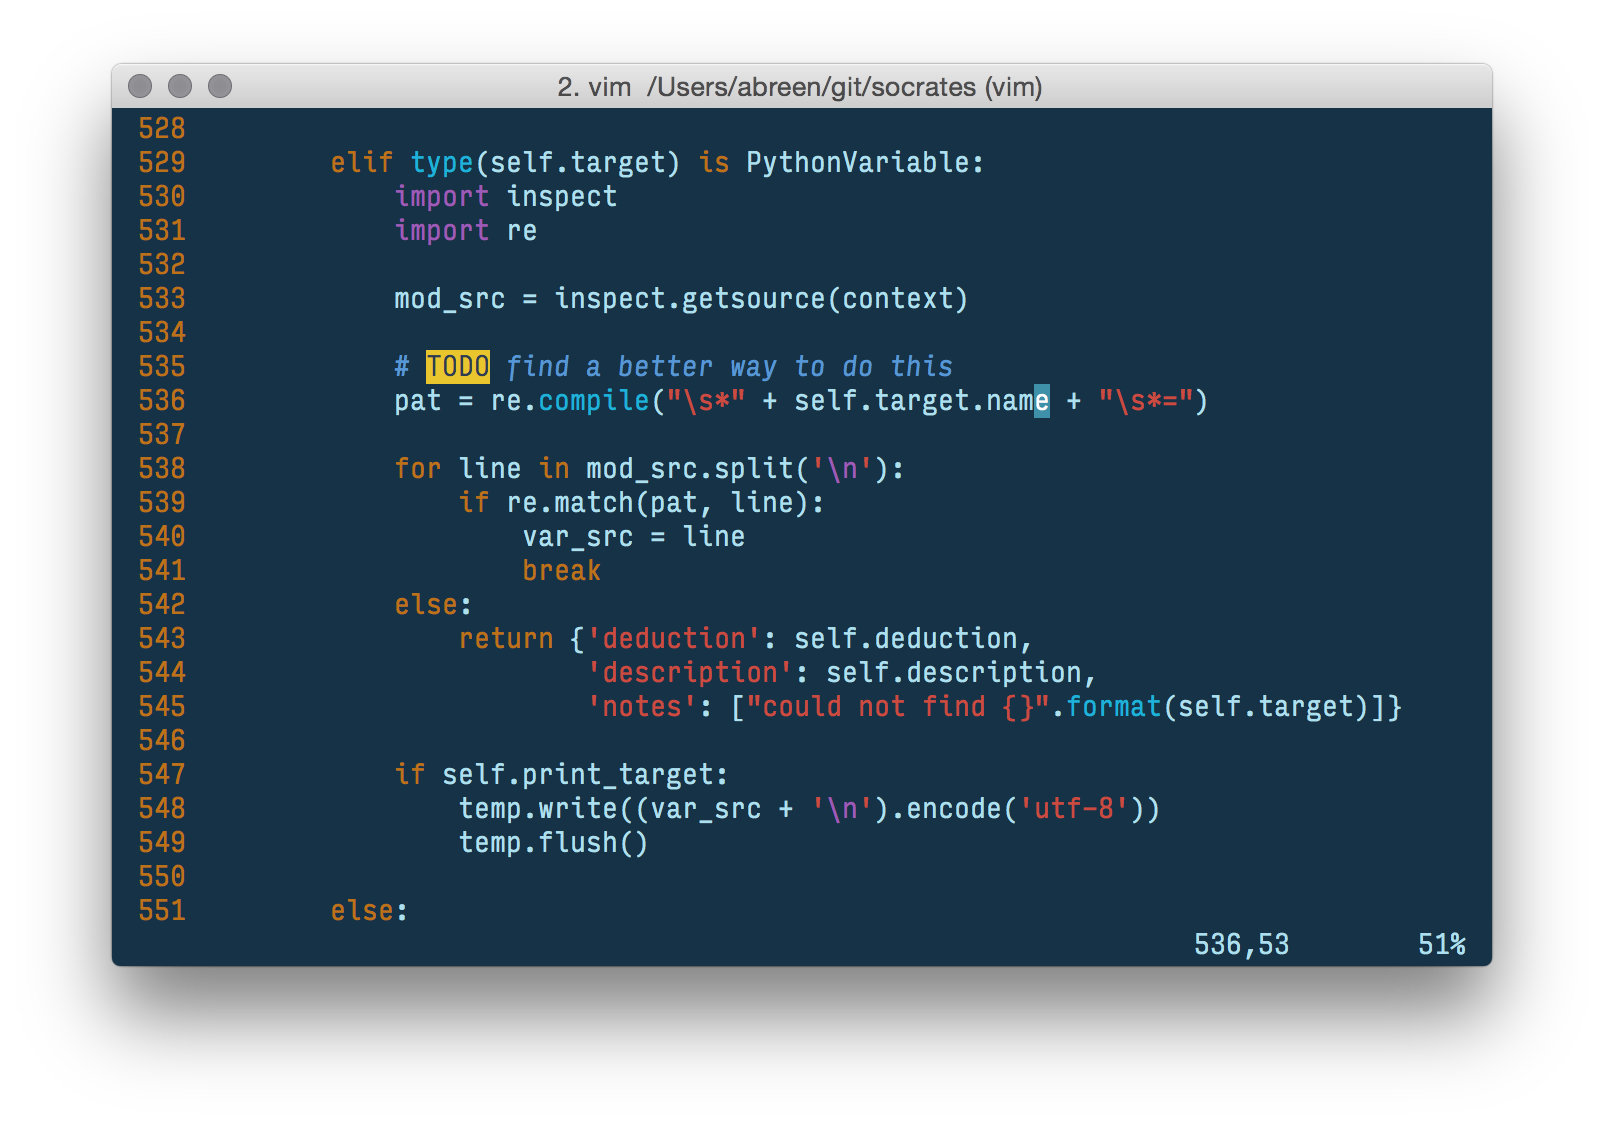 2. vim  /Users/abreen/git/socrates (vim)
528
529         elif type(self.target) is PythonVariable:
530             import inspect
531             import re
532
533             mod_src = inspect.getsource(context)
534
535             # TODO find a better way to do this
536             pat = re.compile("\s*" + self.target.name + "\s*=")
537
538             for line in mod_src.split('\n'):
539                 if re.match(pat, line):
540                     var_src = line
541                     break
542             else:
543                 return {'deduction': self.deduction,
544                         'description': self.description,
545                         'notes': ["could not find {}".format(self.target)]}
546
547             if self.print_target:
548                 temp.write((var_src + '\n').encode('utf-8'))
549                 temp.flush()
550
551         else:
536,53        51%